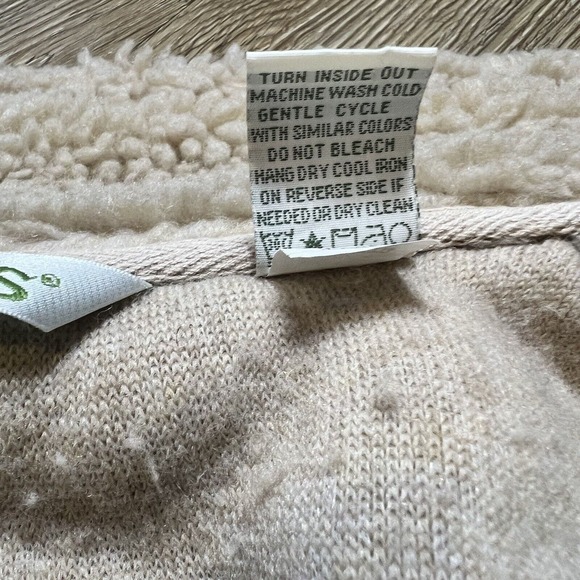 TURN INSIDE OUT
MACHINE WASH COLD
GENTLE CYCLE
WITH SIMILAR COLORS
DO NOT BLEACH
HANG DRY COOL IRON
ON REVERSE SIDE IF
NEEDED OR DRY CLEAN
S